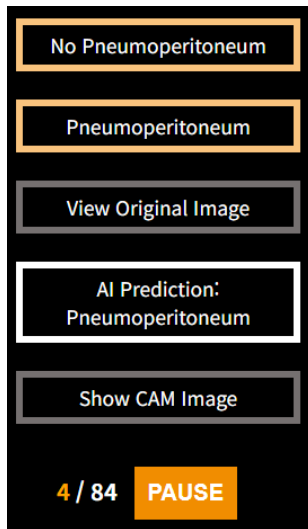 No Pneumoperitoneum
Pneumoperitoneum
View Original Image
AI Prediction:
Pneumoperitoneum
Show CAM Image
4 / 84 PAUSE